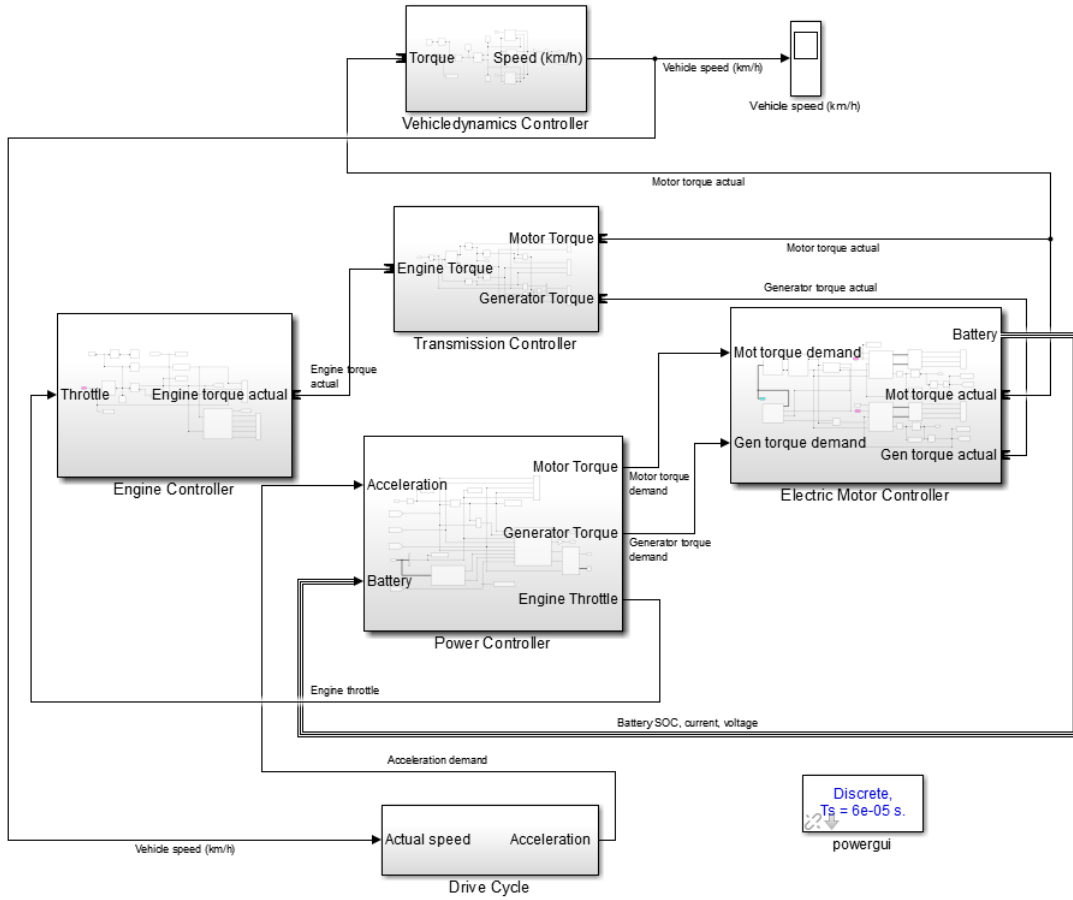 Torque
Speed (km/h)
Vehicle speed (km/h)
Vehicle speed (km/h)
Vehicledynamics Controller
Motor torque actual
Motor Torque
Motor torque actual
Engine Torque
Generator torque actual
Generator Torque
Transmission Controller
Battery
Mot torque demand
Engine torque
actual
Throttle
Engine torque actual
Mot torque actual
Gen torque demand
Gen torque actual
Motor Torque
Motor torque
demand
Acceleration
Engine Controller
Electric Motor Controller
Generator Torque
Generator torque
demand
Battery
Engine Throttle
Power Controller
Engine throttle
Battery SOC, current, voltage
Acceleration demand
Discrete,
Ts = 6e-05 s.
powergui
Actual speed
Acceleration
Vehicle speed (km/h)
Drive Cycle